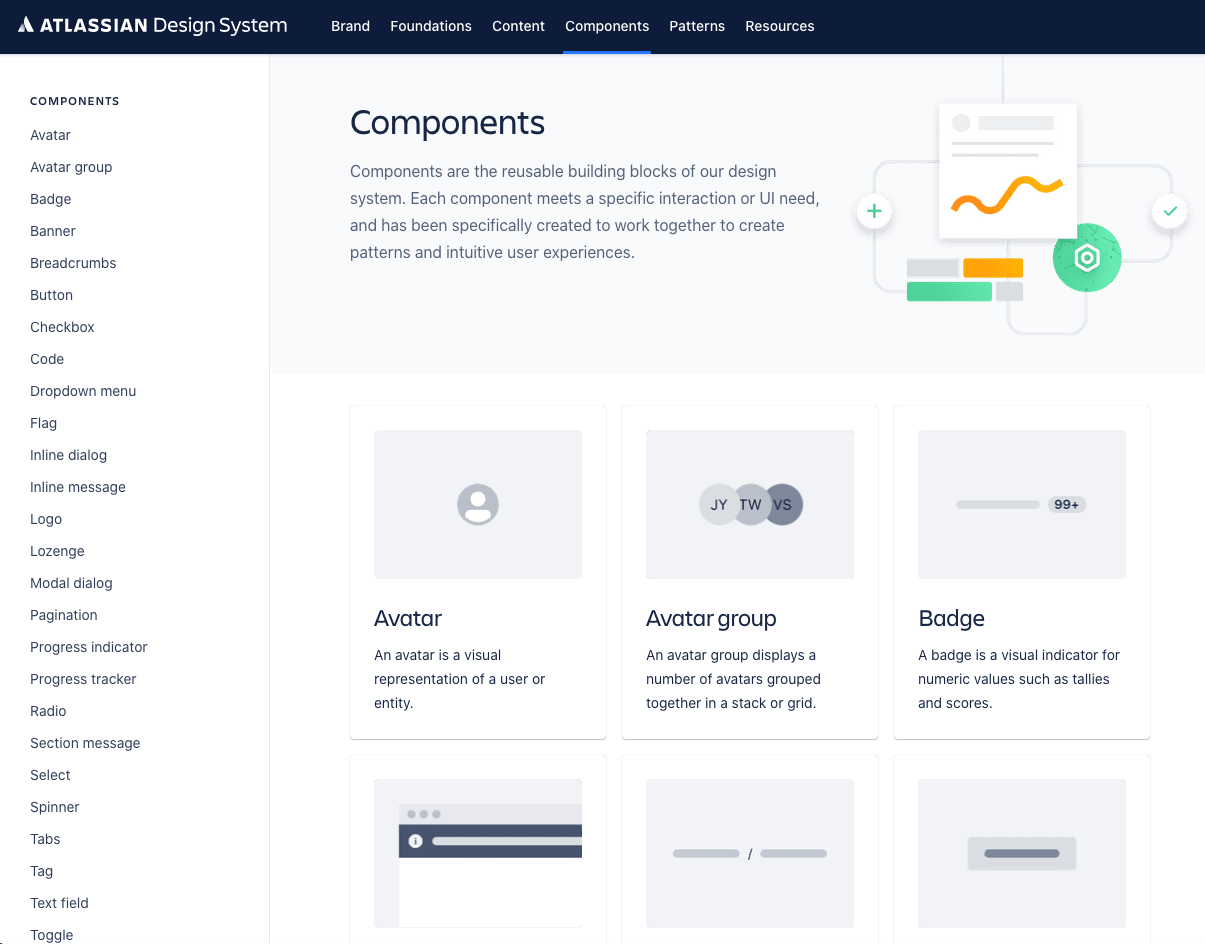 ATLASSIAN Design System
Brand Foundations Content Components Patterns Resources
COMPONENTS
Avatar
Avatar group
Badge
Banner
Breadcrumbs
Button
Checkbox
Code
Dropdown menu
Flag
Inline dialog
Inline message
Logo
Lozenge
Modal dialog
Pagination
Progress indicator
Progress tracker
Radio
Section message
Select
Spinner
Tabs
Tag
Text field
Toggle
Components
Components are the reusable building blocks of our design
system. Each component meets a specific interaction or UI need,
and has been specifically created to work together to create
patterns and intuitive user experiences.
Avatar
An avatar is a visual
representation of a user or
entity.
JY TW VS
Avatar group
An avatar group displays a
number of avatars grouped
together in a stack or grid.
99+
Badge
A badge is a visual indicator for
numeric values such as tallies
and scores.
i
/